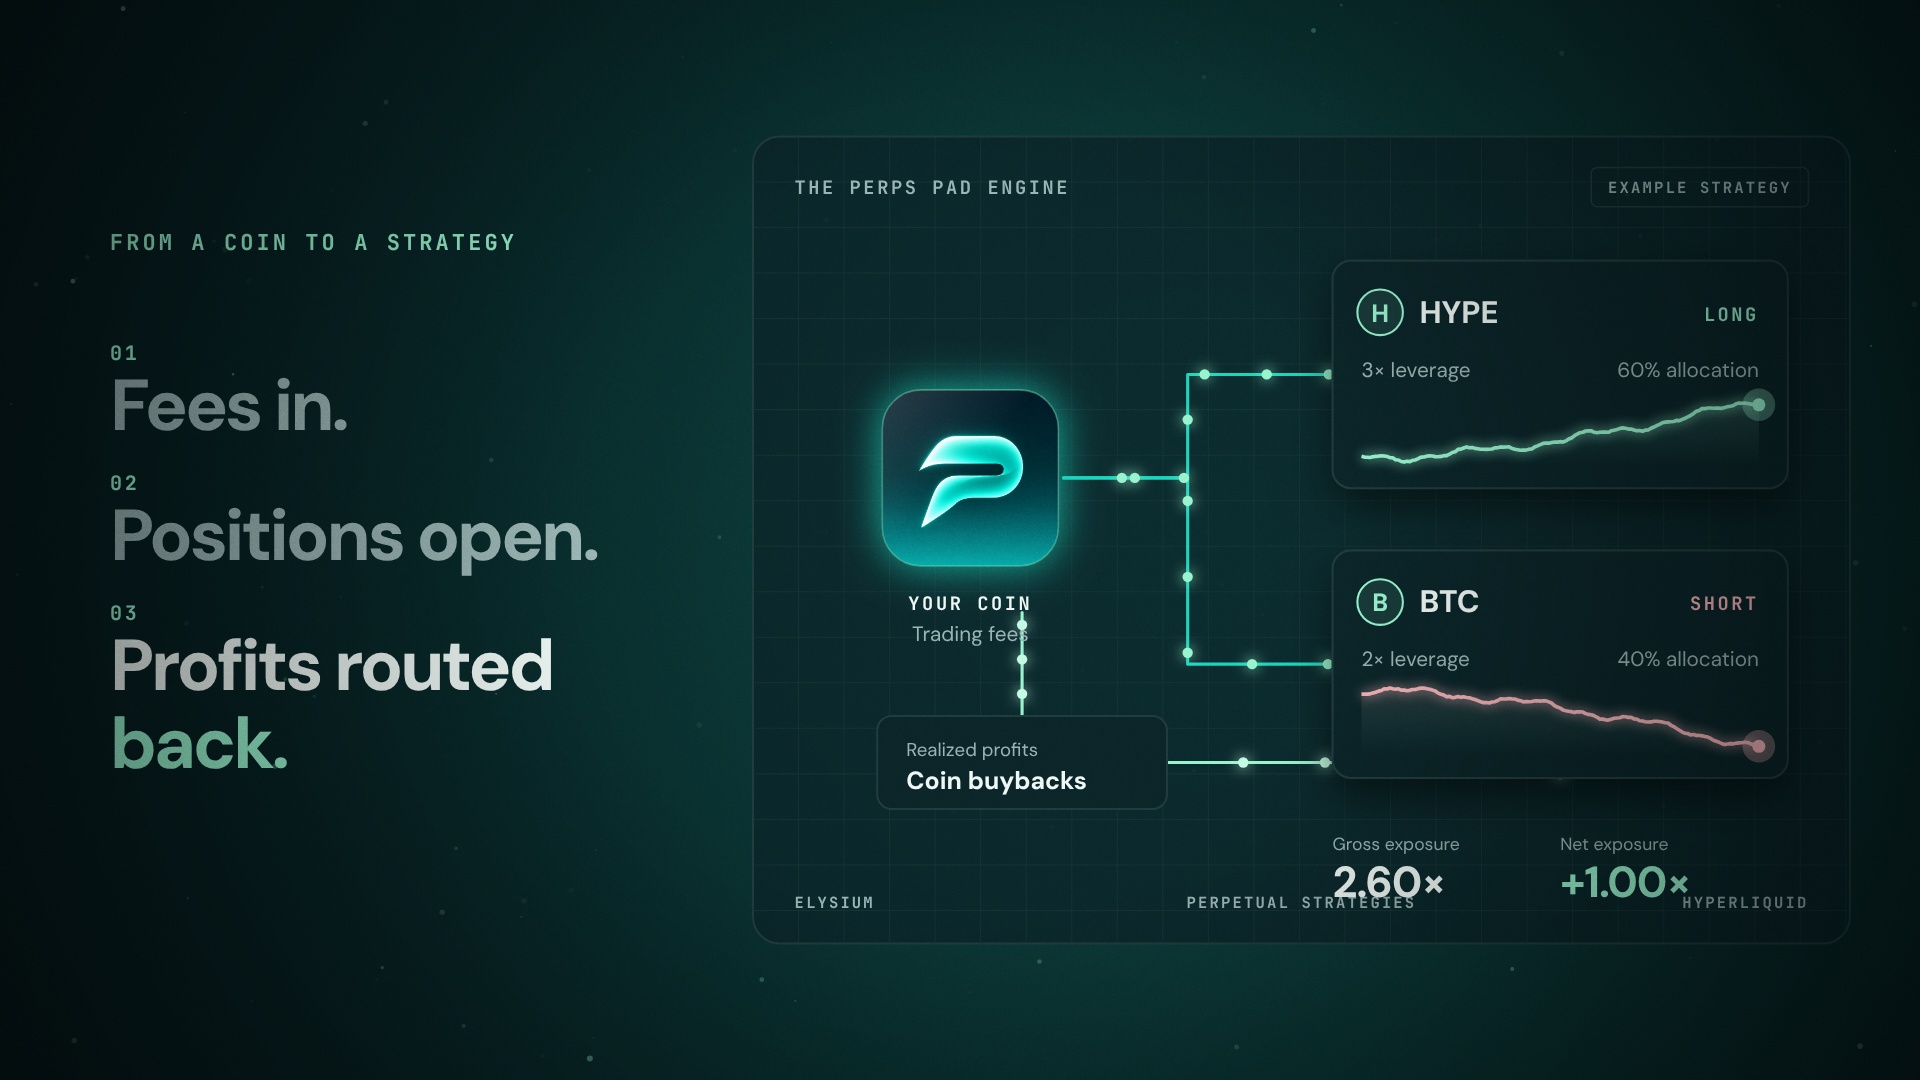 FROM A COIN TO A STRATEGY
01
Fees in.
02
Positions open.
03
Profits routed
back.
THE PERPS PAD ENGINE
EXAMPLE STRATEGY
H HYPE LONG
3× leverage 60% allocation
YOUR COIN
Trading fees
B BTC SHORT
2× leverage 40% allocation
Realized profits
Coin buybacks
Gross exposure Net exposure
2.60× +1.00×
ELYSIUM PERPETUAL STRATEGIES HYPERLIQUID